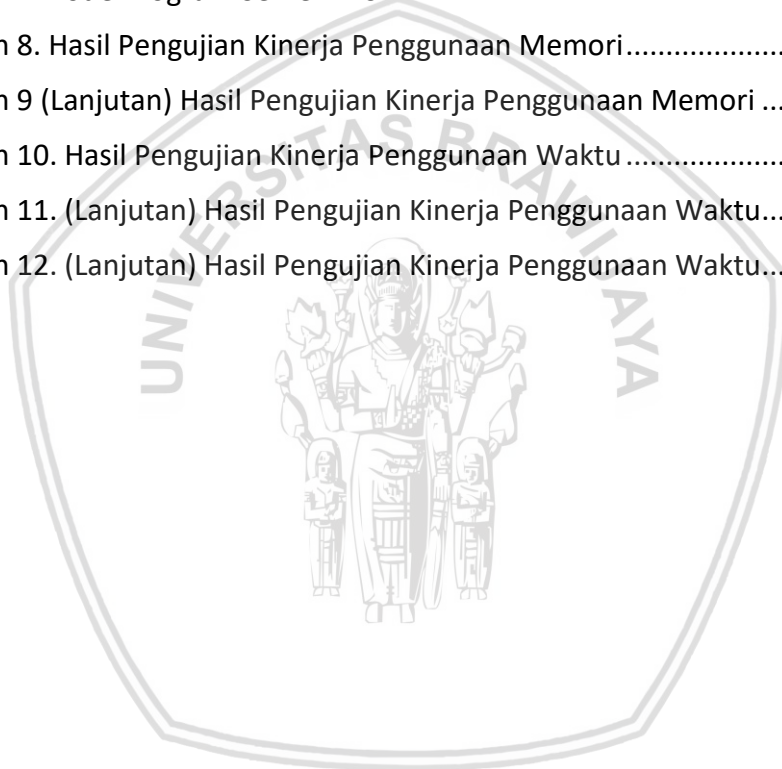 n 8. Hasil Pengujian Kinerja Penggunaan Memori...................
n 9 (Lanjutan) Hasil Pengujian Kinerja Penggunaan Memori ...
n 10. Hasil Pengujian Kinerja Penggunaan Waktu...................
n 11. (Lanjutan) Hasil Pengujian Kinerja Penggunaan Waktu...
n 12. (Lanjutan) Hasil Pengujian Kinerja Penggunaan Waktu...
UNIVERSITAS BRAWIJAYA